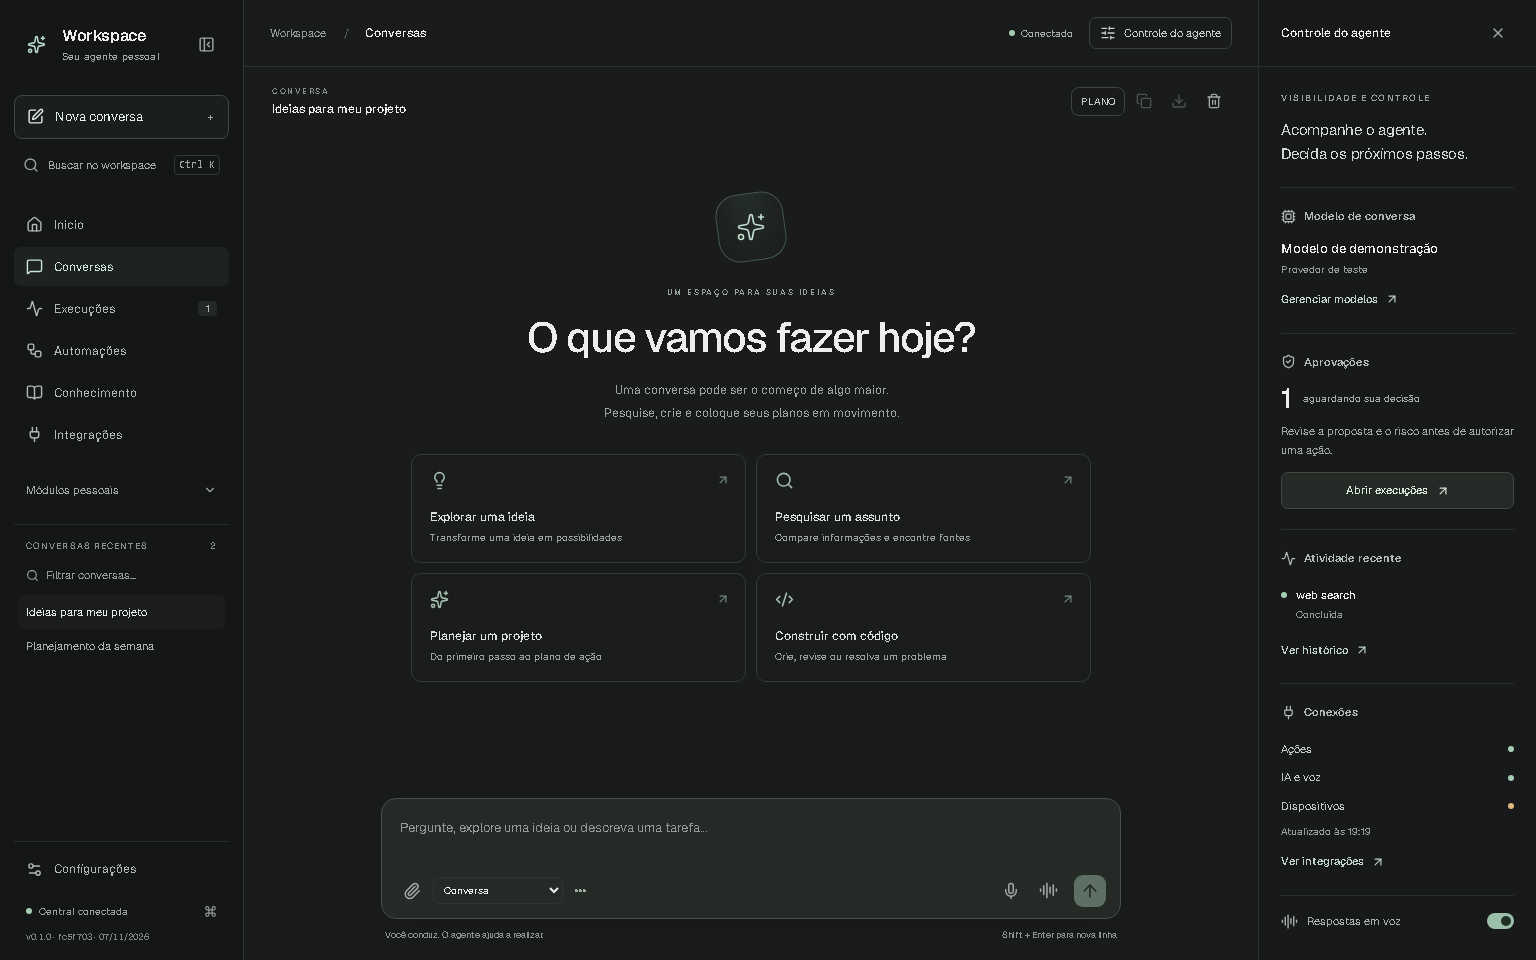 Workspace
Seu agente pessoal
Nova conversa +
Buscar no workspace Ctrl K
Início
Conversas
Execuções 1
Automações
Conhecimento
Integrações
Módulos pessoais
CONVERSAS RECENTES 2
Filtrar conversas...
Ideias para meu projeto
Planejamento da semana
Configurações
Central conectada ⌘
v0.1.0 · fc5f703 · 07/11/2026
Workspace / Conversas
Conectado
Controle do agente
CONVERSA
Ideias para meu projeto
PLANO
UM ESPAÇO PARA SUAS IDEIAS
O que vamos fazer hoje?
Uma conversa pode ser o começo de algo maior.
Pesquise, crie e coloque seus planos em movimento.
Explorar uma ideia
Transforme uma ideia em possibilidades
Pesquisar um assunto
Compare informações e encontre fontes
Planejar um projeto
Do primeiro passo ao plano de ação
Construir com código
Crie, revise ou resolva um problema
Pergunte, explore uma ideia ou descreva uma tarefa...
Conversa
Você conduz. O agente ajuda a realizar.
Shift + Enter para nova linha
Controle do agente
VISIBILIDADE E CONTROLE
Acompanhe o agente.
Decida os próximos passos.
Modelo de conversa
Modelo de demonstração
Provedor de teste
Gerenciar modelos
Aprovações
1 aguardando sua decisão
Revise a proposta e o risco antes de autorizar
uma ação.
Abrir execuções
Atividade recente
web search
Concluída
Ver histórico
Conexões
Ações
IA e voz
Dispositivos
Atualizado às 19:19
Ver integrações
Respostas em voz